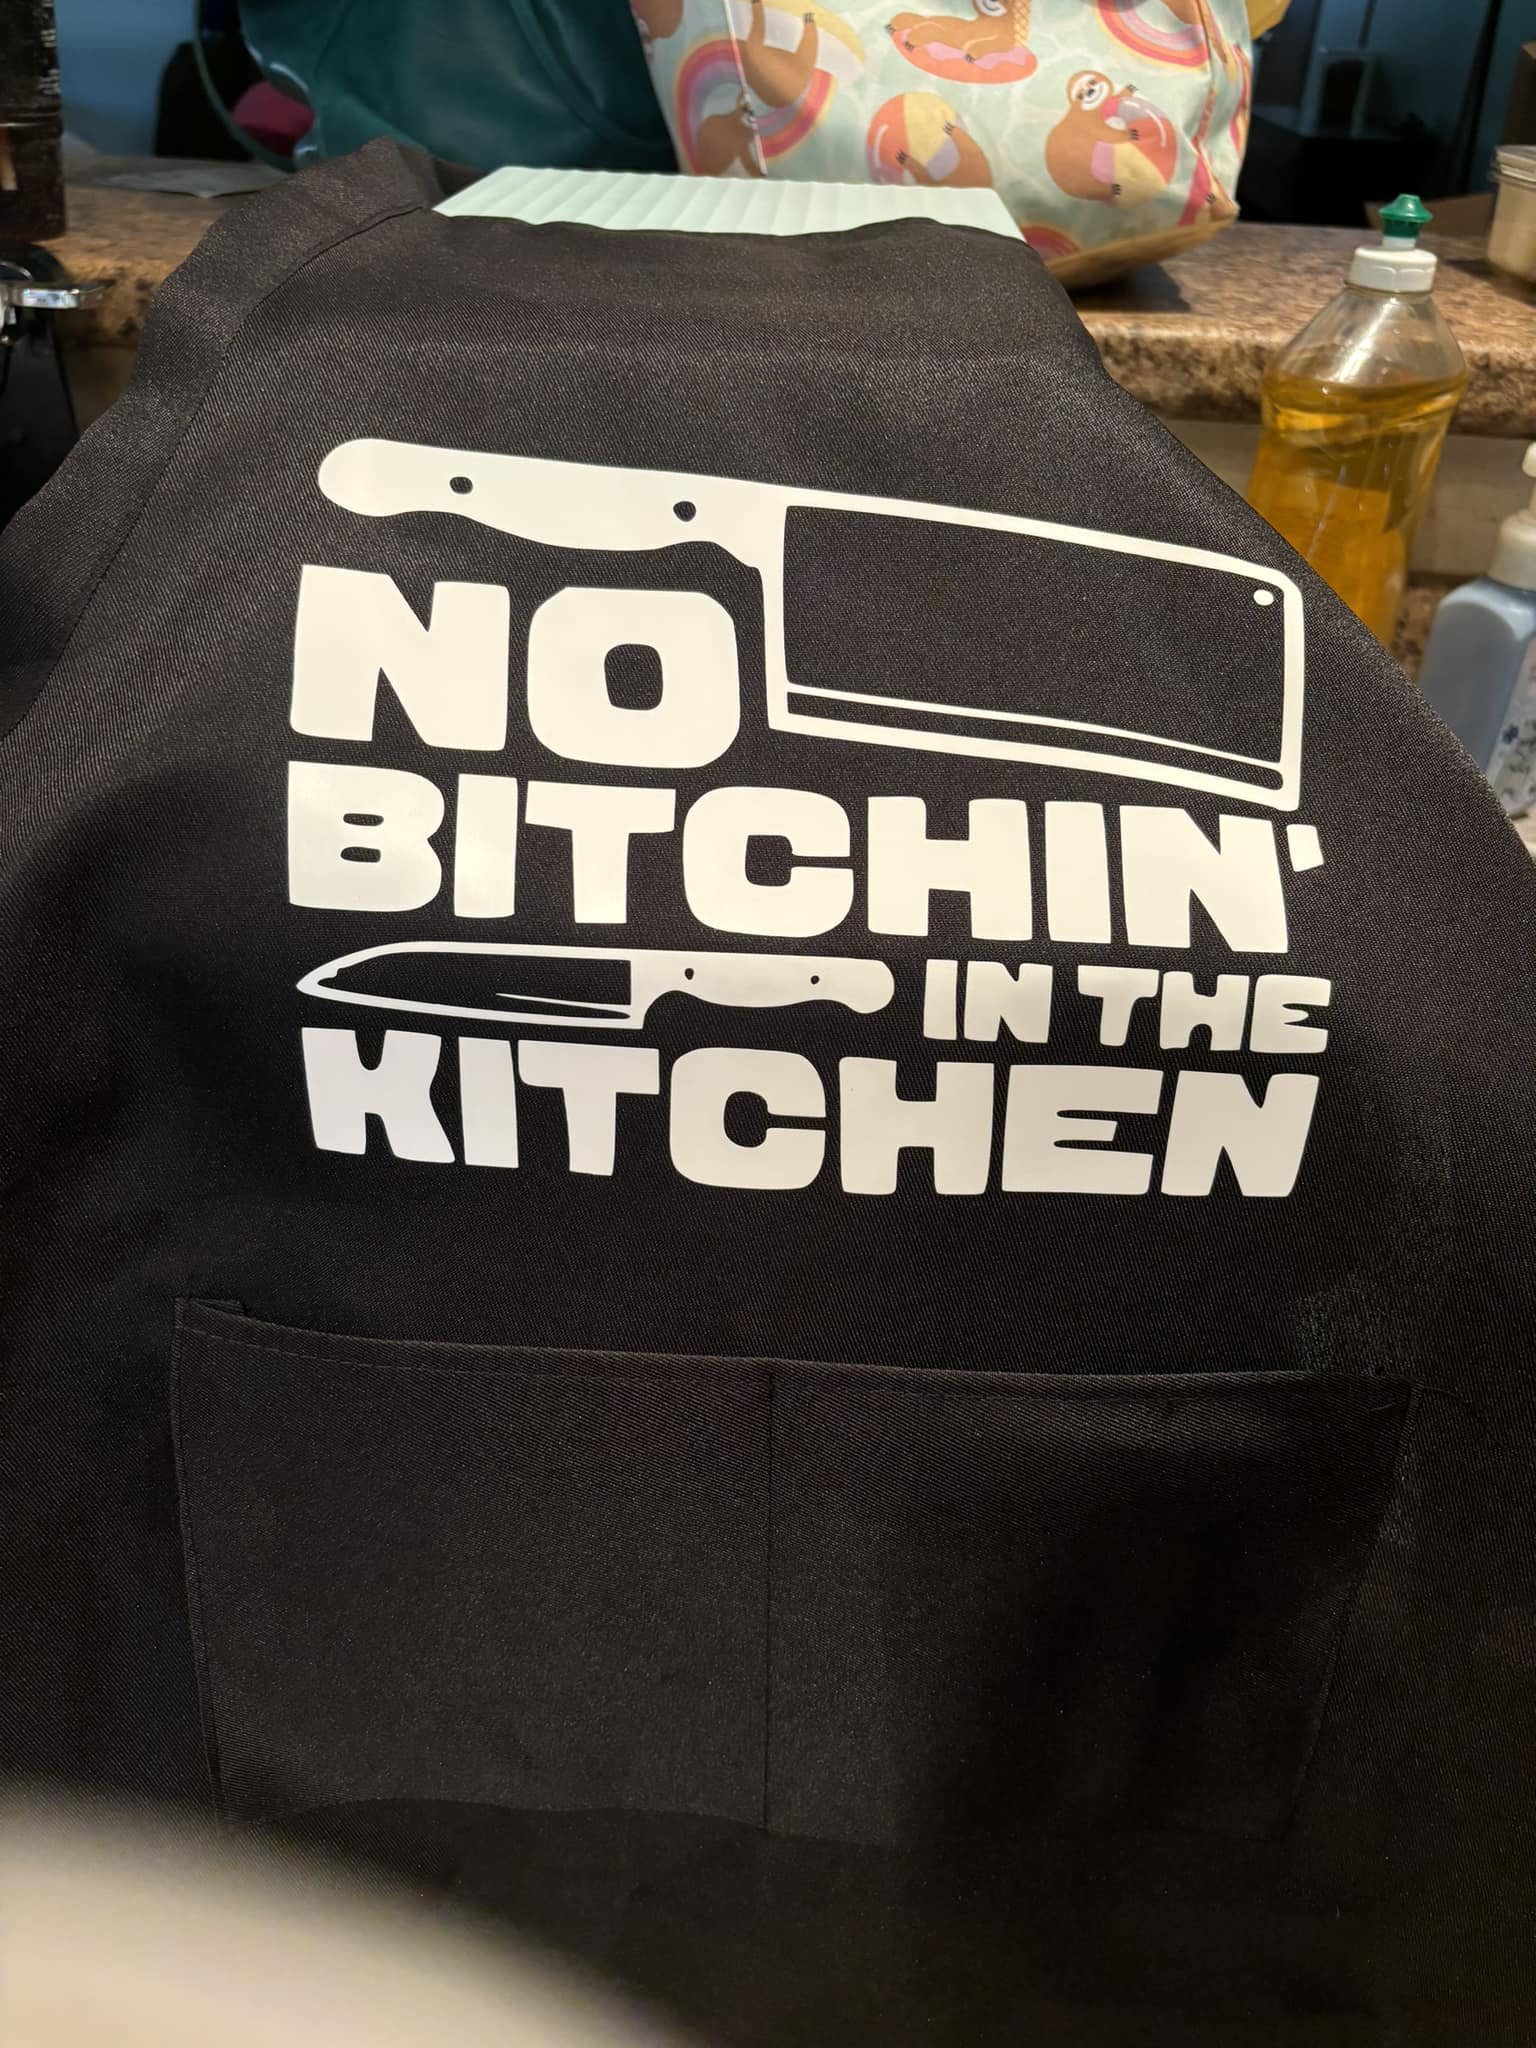 NO
BITCHIN'
IN THE
KITCHEN